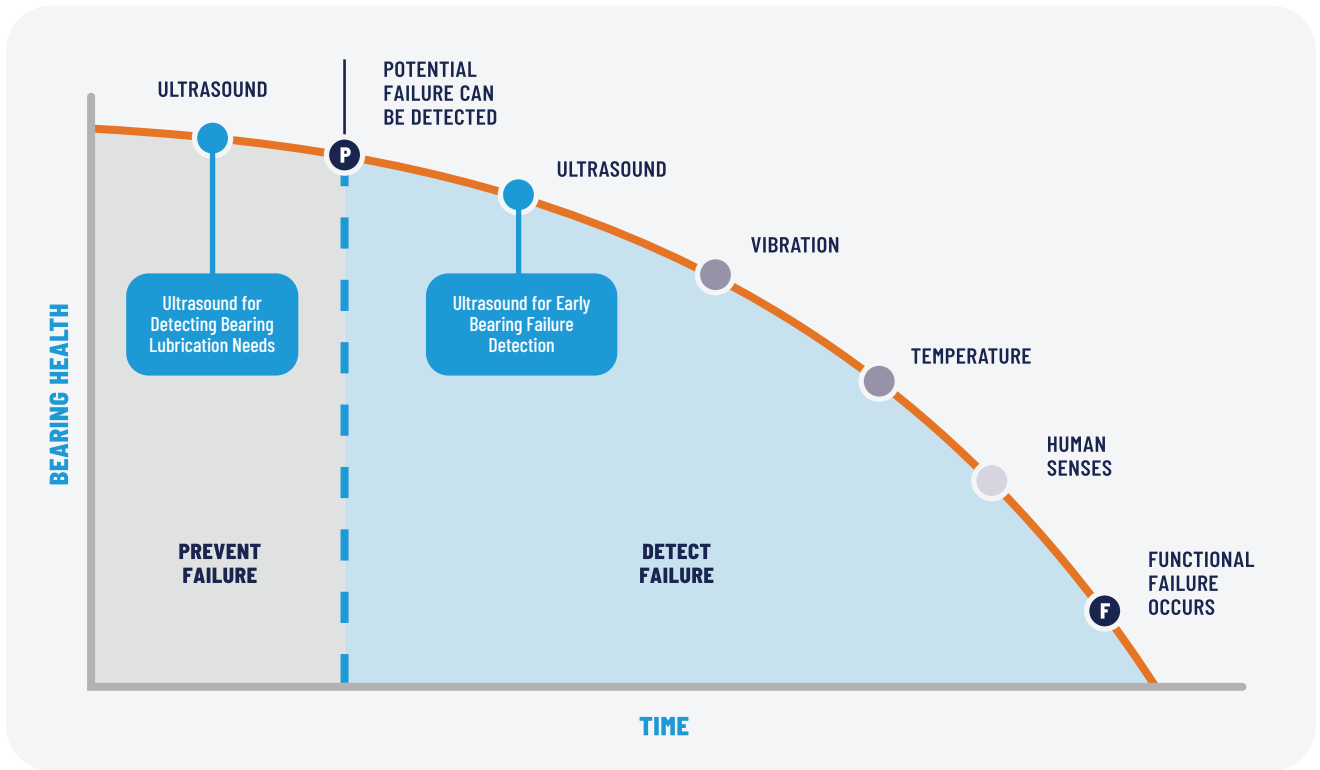 ULTRASOUND
POTENTIAL
FAILURE CAN
BE DETECTED
P
ULTRASOUND
VIBRATION
Ultrasound for
Detecting Bearing
Lubrication Needs
Ultrasound for Early
Bearing Failure
Detection
TEMPERATURE
HUMAN
SENSES
BEARING HEALTH
PREVENT
FAILURE
DETECT
FAILURE
FUNCTIONAL
FAILURE
OCCURS
F
TIME